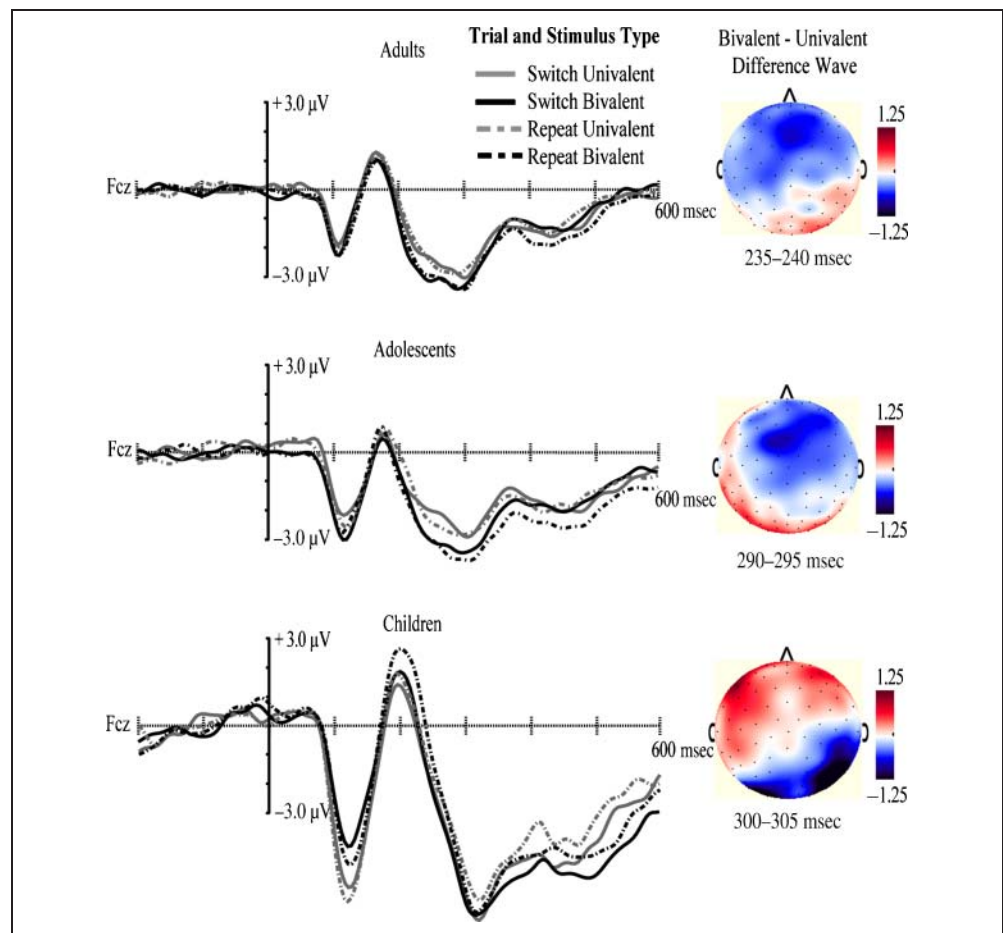 Adults
Trial and Stimulus Type
Switch Univalent
Switch Bivalent
Repeat Univalent
Repeat Bivalent
Bivalent - Univalent
Difference Wave
+3.0 µV
Fcz
−3.0 µV
600 msec
1.25
−1.25
235–240 msec
Adolescents
+3.0 µV
Fcz
−3.0 µV
600 msec
1.25
−1.25
290–295 msec
Children
+3.0 µV
Fcz
−3.0 µV
600 msec
1.25
−1.25
300–305 msec